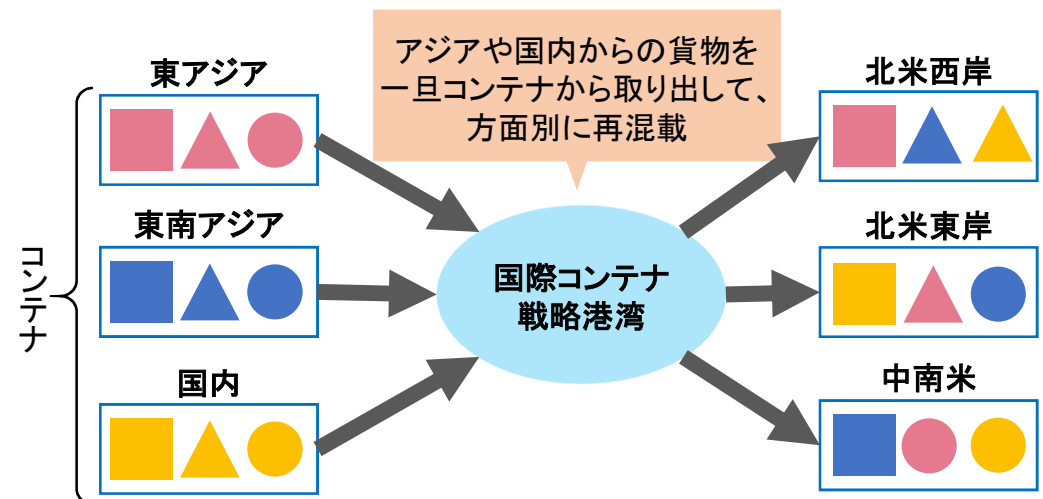 アジアや国内からの貨物を
一旦コンテナから取り出して、
方面別に再混載
コンテナ
東アジア
東南アジア
国内
国際コンテナ
戦略港湾
北米西岸
北米東岸
中南米